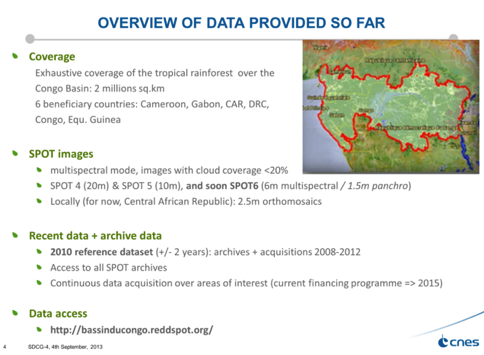 OVERVIEW OF DATA PROVIDED SO FAR
Coverage
Exhaustive coverage of the tropical rainforest over the
Congo Basin: 2 millions sq.km
6 beneficiary countries: Cameroon, Gabon, CAR, DRC,
Congo, Equ. Guinea
SPOT images
multispectral mode, images with cloud coverage <20%
SPOT 4 (20m) & SPOT 5 (10m), and soon SPOT6 (6m multispectral / 1.5m panchro)
Locally (for now, Central African Republic): 2.5m orthomosaics
Recent data + archive data
2010 reference dataset (+/- 2 years): archives + acquisitions 2008-2012
Access to all SPOT archives
Continuous data acquisition over areas of interest (current financing programme => 2015)
Data access
http://bassinducongo.reddspot.org/
4 SDCG-4, 4th September, 2013
cnes